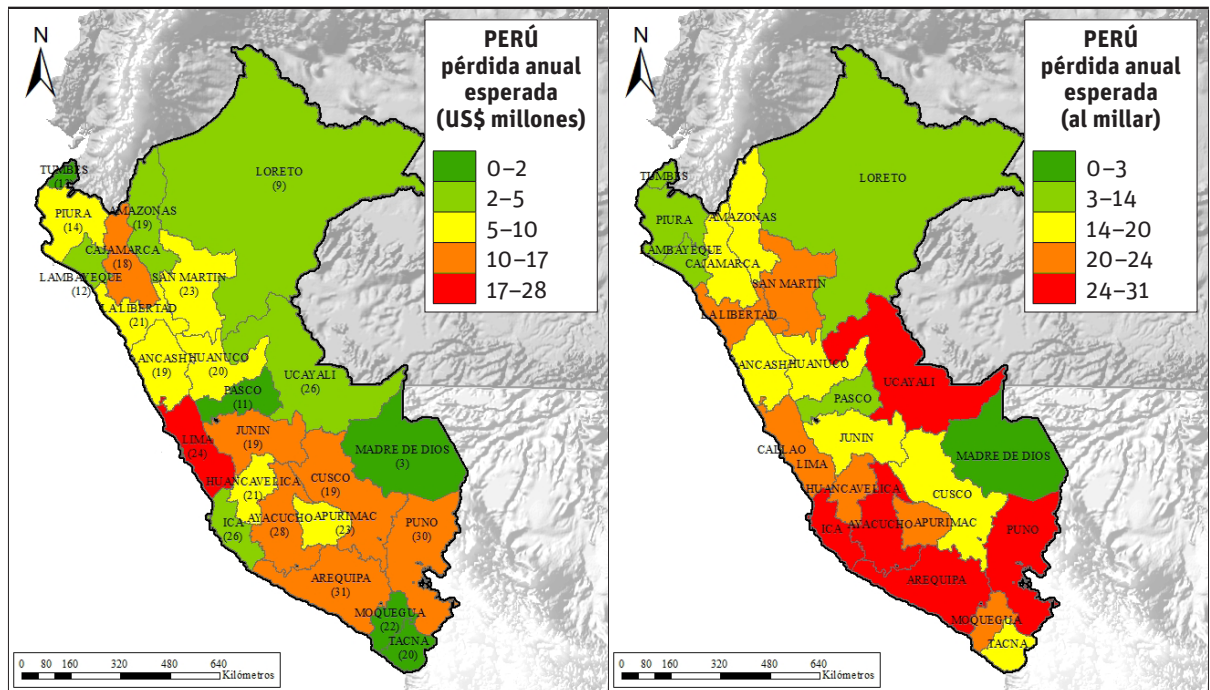 N
PERÚ
pérdida anual
esperada
(US$ millones)
0–2
2–5
5–10
10–17
17–28
TUMBES
(13)
LORETO
(9)
PIURA
(14)
AMAZONAS
(19)
CAJAMARCA
(18)
LAMBAYEQUE
(12)
SAN MARTIN
(23)
LA LIBERTAD
(21)
ANCASH
(19)
HUANUCO
(20)
UCAYALI
(26)
PASCO
(11)
LIMA
(24)
JUNIN
(19)
MADRE DE DIOS
(3)
HUANCAVELICA
(21)
CUSCO
(19)
ICA
(26)
AYACUCHO
(28)
APURIMAC
(23)
PUNO
(30)
AREQUIPA
(31)
MOQUEGUA
(22)
TACNA
(20)
0 80 160 320 480 640
Kilómetros
N
PERÚ
pérdida anual
esperada
(al millar)
0–3
3–14
14–20
20–24
24–31
TUMBES
LORETO
PIURA
AMAZONAS
LAMBAYEQUE
CAJAMARCA
SAN MARTIN
LA LIBERTAD
ANCASH
HUANUCO
UCAYALI
PASCO
JUNIN
CALLAO
LIMA
MADRE DE DIOS
HUANCAVELICA
CUSCO
ICA
AYACUCHO
APURIMAC
PUNO
AREQUIPA
MOQUEGUA
TACNA
0 80 160 320 480 640
Kilómetros